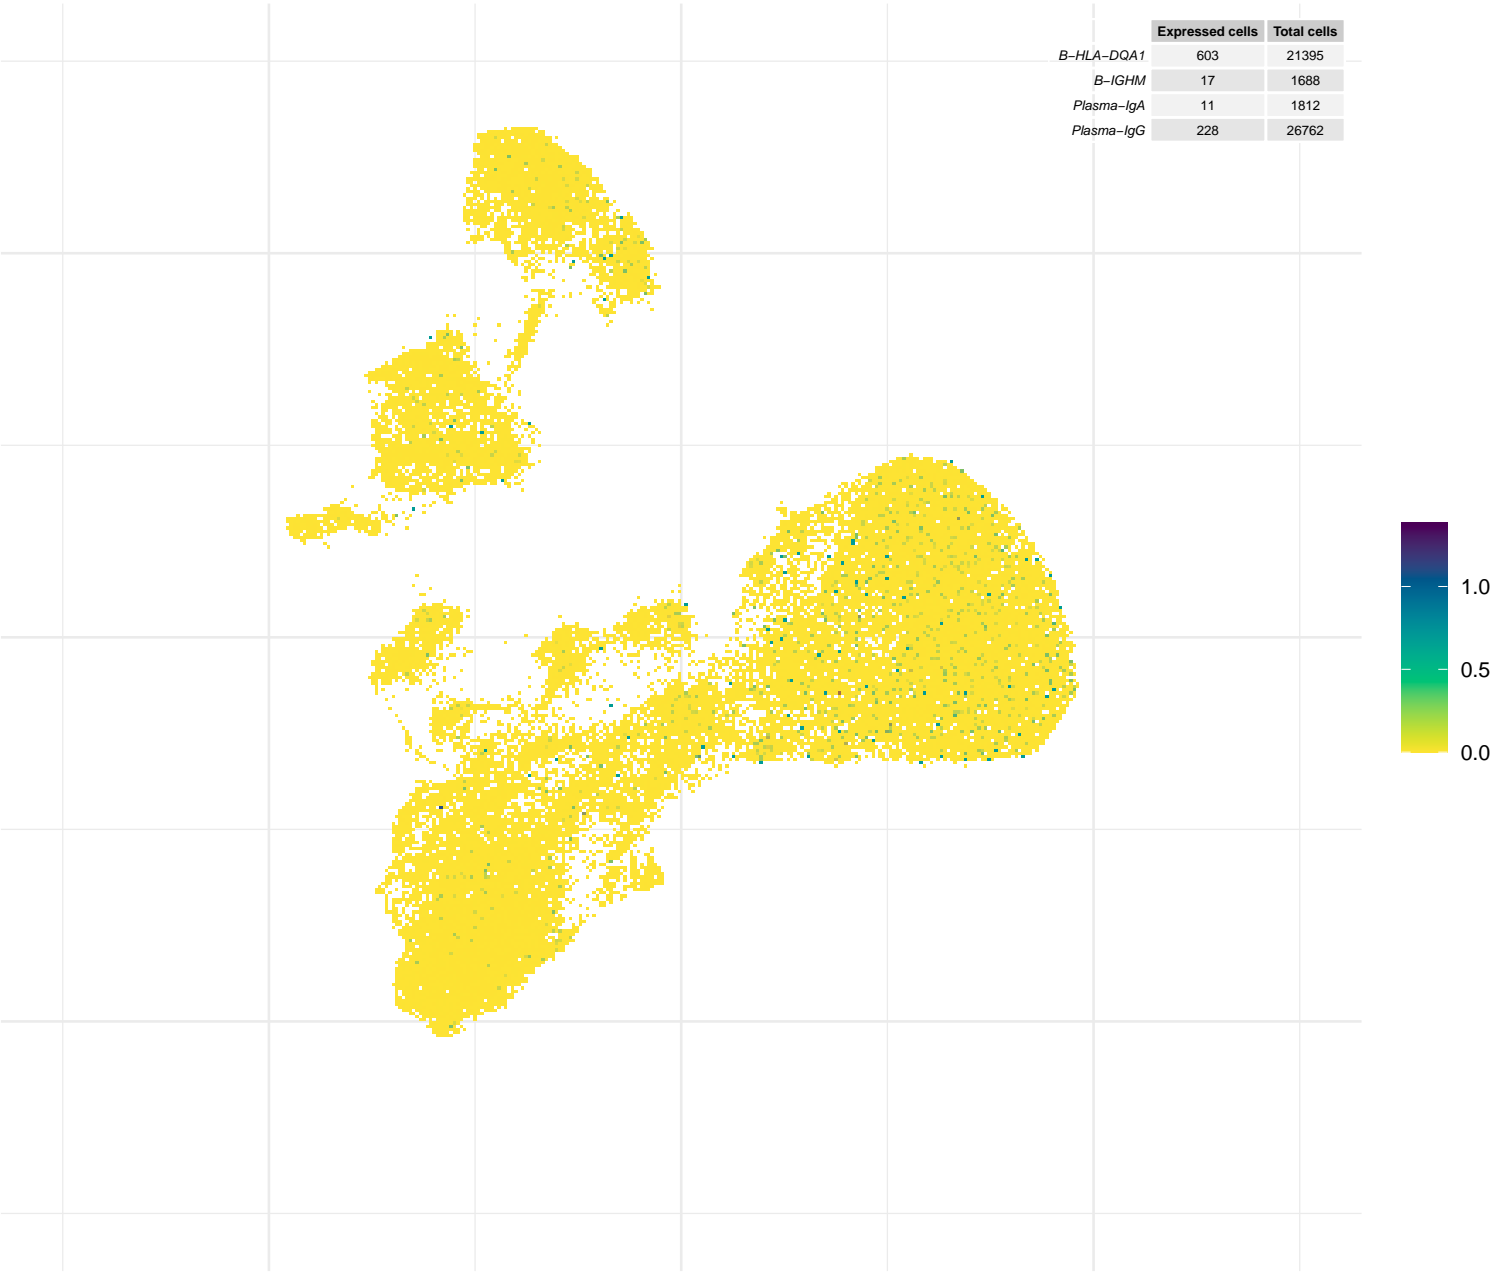 Expressed cells Total cells
B−HLA−DQA1 603 21395
B−IGHM 17 1688
Plasma−IgA 11 1812
Plasma−IgG 228 26762
1.0
0.5
0.0